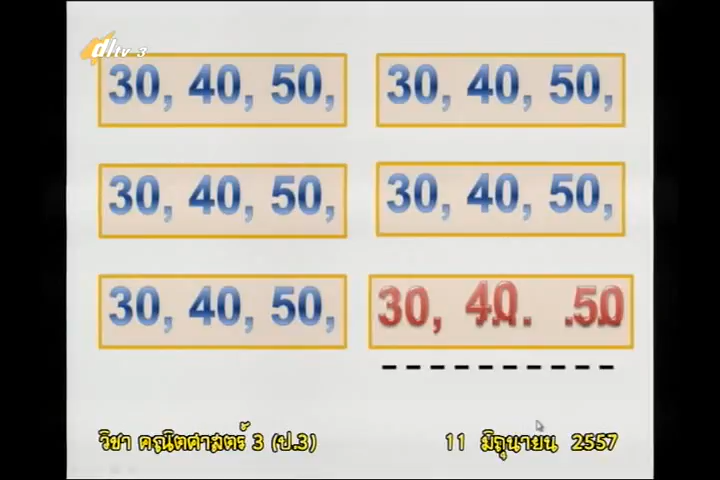 dltv 3
30, 40, 50, 30, 40, 50,
30, 40, 50, 30, 40, 50,
30, 40, 50, 30, 40 50
วิชา คณิตศาสตร์ 3 (ป.3) 11 มิถุนายน 2557